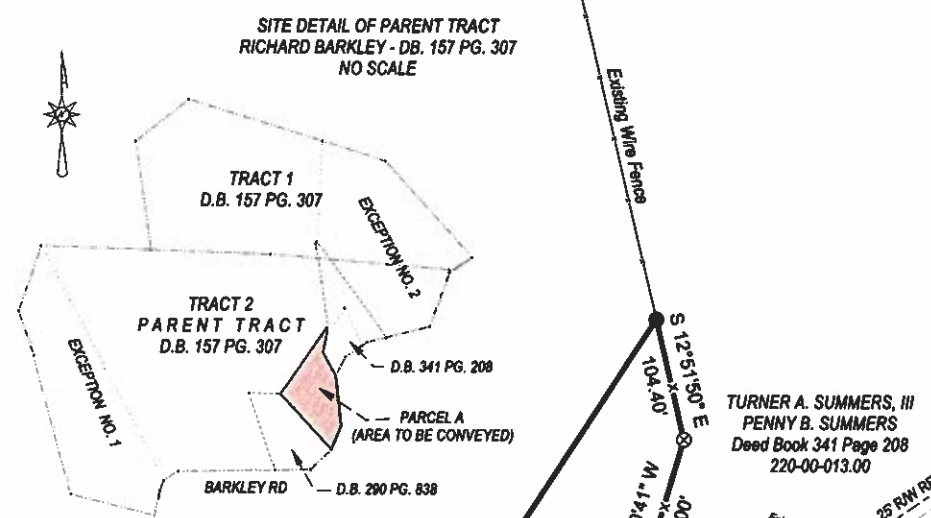 SITE DETAIL OF PARENT TRACT
RICHARD BARKLEY - DB. 157 PG. 307
NO SCALE
Existing Wire Fence
TRACT 1
D.B. 157 PG. 307
EXCEPTION NO. 2
TRACT 2
PARENT TRACT
D.B. 157 PG. 307
EXCEPTION NO. 1
D.B. 341 PG. 208
PARCEL A
(AREA TO BE CONVEYED)
BARKLEY RD
D.B. 290 PG. 838
S 12°51'50" E
104.40'
TURNER A. SUMMERS, III
PENNY B. SUMMERS
Deed Book 341 Page 208
220-00-013.00
41" W
00'
25' R/W